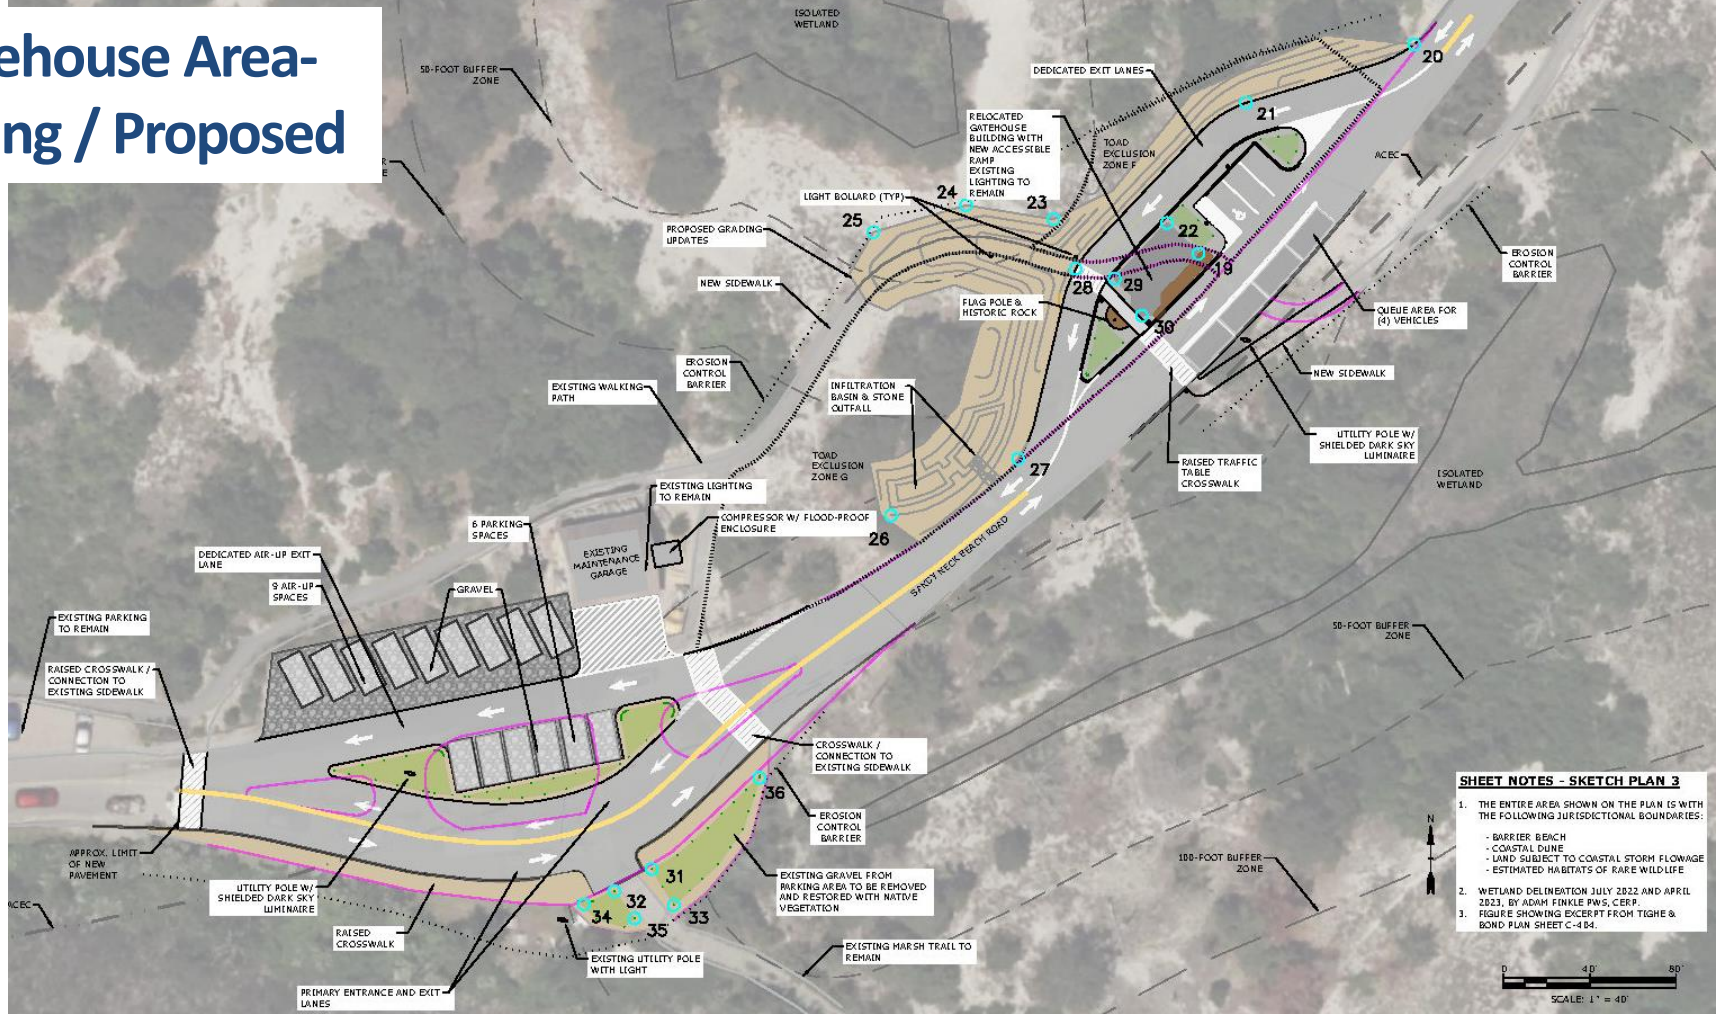 ehouse Area-
ng / Proposed
ISOLATED
WETLAND
50-FOOT BUFFER
ZONE
DEDICATED EXIT LANES
20
21
RELOCATED
GATEHOUSE
BUILDING WITH
NEW ACCESSIBLE
RAMP
EXISTING
LIGHTING TO
REMAIN
TOAD
EXCLUSION
ZONE F
ACEC
LIGHT BOLLARD (TYP)
24
23
25
22
19
PROPOSED GRADING
UPDATES
EROSION
CONTROL
BARRIER
NEW SIDEWALK
28
29
30
FLAG POLE &
HISTORIC ROCK
QUEUE AREA FOR
(4) VEHICLES
EROSION
CONTROL
BARRIER
NEW SIDEWALK
EXISTING WALKING
PATH
INFILTRATION
BASIN & STONE
OUTFALL
UTILITY POLE W/
SHIELDED DARK SKY
LUMINAIRE
TOAD
EXCLUSION
ZONE G
27
RAISED TRAFFIC
TABLE
CROSSWALK
ISOLATED
WETLAND
EXISTING LIGHTING
TO REMAIN
6 PARKING
SPACES
COMPRESSOR W/ FLOOD-PROOF
ENCLOSURE
26
SANDY NECK BEACH ROAD
DEDICATED AIR-UP EXIT
LANE
EXISTING
MAINTENANCE
GARAGE
9 AIR-UP
SPACES
GRAVEL
EXISTING PARKING
TO REMAIN
50-FOOT BUFFER
ZONE
RAISED CROSSWALK /
CONNECTION TO
EXISTING SIDEWALK
CROSSWALK /
CONNECTION TO
EXISTING SIDEWALK
36
EROSION
CONTROL
BARRIER
APPROX. LIMIT
OF NEW
PAVEMENT
100-FOOT BUFFER
ZONE
31
EXISTING GRAVEL FROM
PARKING AREA TO BE REMOVED
AND RESTORED WITH NATIVE
VEGETATION
UTILITY POLE W/
SHIELDED DARK SKY
LUMINAIRE
32
34
33
35
ACEC
RAISED
CROSSWALK
EXISTING MARSH TRAIL TO
REMAIN
EXISTING UTILITY POLE
WITH LIGHT
PRIMARY ENTRANCE AND EXIT
LANES
SHEET NOTES - SKETCH PLAN 3
1. THE ENTIRE AREA SHOWN ON THE PLAN IS WITH
THE FOLLOWING JURISDICTIONAL BOUNDARIES:
- BARRIER BEACH
- COASTAL DUNE
- LAND SUBJECT TO COASTAL STORM FLOWAGE
- ESTIMATED HABITATS OF RARE WILDLIFE
2. WETLAND DELINEATION JULY 2022 AND APRIL
2023, BY ADAM FINKLE PWS, CERP.
3. FIGURE SHOWING EXCERPT FROM TIGHE &
BOND PLAN SHEET C-404.
N
0 40' 80'
SCALE: 1" = 40'